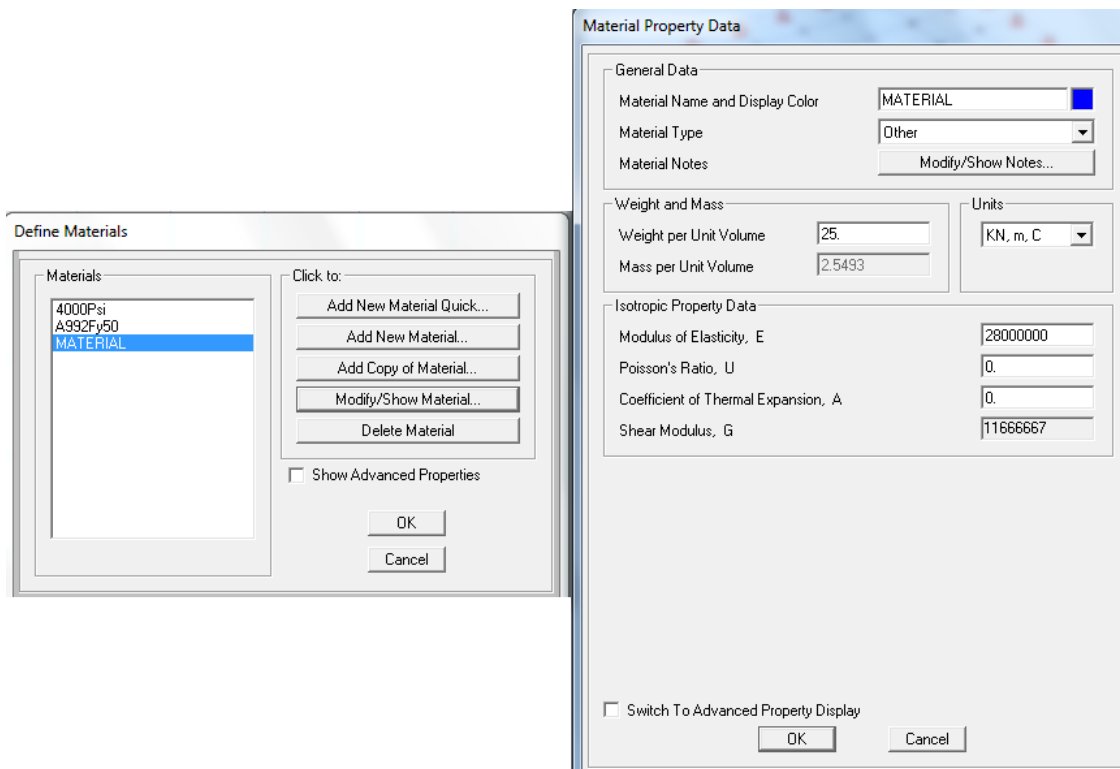 Define Materials
Materials
4000Psi
A992Fy50
MATERIAL
Click to:
Add New Material Quick...
Add New Material...
Add Copy of Material...
Modify/Show Material...
Delete Material
Show Advanced Properties
OK
Cancel
Material Property Data
General Data
Material Name and Display Color MATERIAL
Material Type Other
Material Notes Modify/Show Notes...
Weight and Mass
Weight per Unit Volume 25.
Mass per Unit Volume 2.5493
Units
KN, m, C
Isotropic Property Data
Modulus of Elasticity, E 28000000
Poisson's Ratio, U 0.
Coefficient of Thermal Expansion, A 0.
Shear Modulus, G 11666667
Switch To Advanced Property Display
OK Cancel